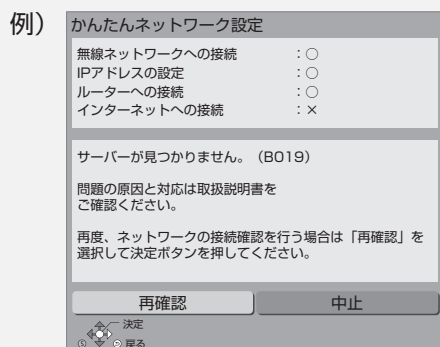 例)
かんたんネットワーク設定
無線ネットワークへの接続 ：○
IPアドレスの設定 ：○
ルーターへの接続 ：○
インターネットへの接続 ：×
サーバーが見つかりません。（B019）
問題の原因と対応は取扱説明書を
ご確認ください。
再度、ネットワークの接続確認を行う場合は「再確認」を
選択して決定ボタンを押してください。
再確認 中止
決定
戻る